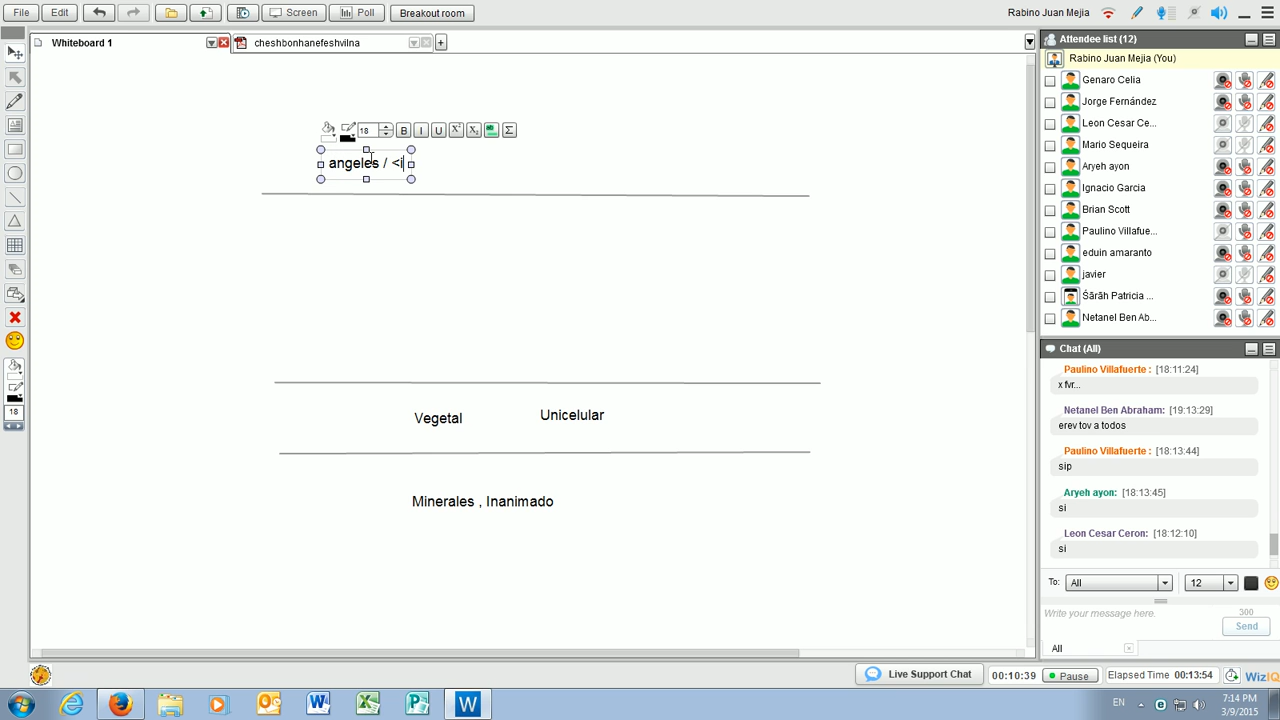 File
Edit
Screen
Poll
Breakout room
Rabino Juan Mejia
Whiteboard 1
cheshbonhanefeshvilna
18
B
I
U
X²
X₂
Σ
angeles / <i
Vegetal
Unicelular
Minerales , Inanimado
18
Attendee list (12)
Rabino Juan Mejia (You)
Genaro Celia
Jorge Fernández
Leon Cesar Ce...
Mario Sequeira
Aryeh ayon
Ignacio Garcia
Brian Scott
Paulino Villafue...
eduin amaranto
javier
Śārāh Patricia ...
Netanel Ben Ab...
Chat (All)
Paulino Villafuerte : [18:11:24]
x fvr...
Netanel Ben Abraham: [19:13:29]
erev tov a todos
Paulino Villafuerte : [18:13:44]
sip
Aryeh ayon: [18:13:45]
si
Leon Cesar Ceron: [18:12:10]
si
To:
All
12
Write your message here.
300
Send
All
Live Support Chat
00:10:39
Pause
Elapsed Time 00:13:54
WizIQ
EN
7:14 PM
3/9/2015